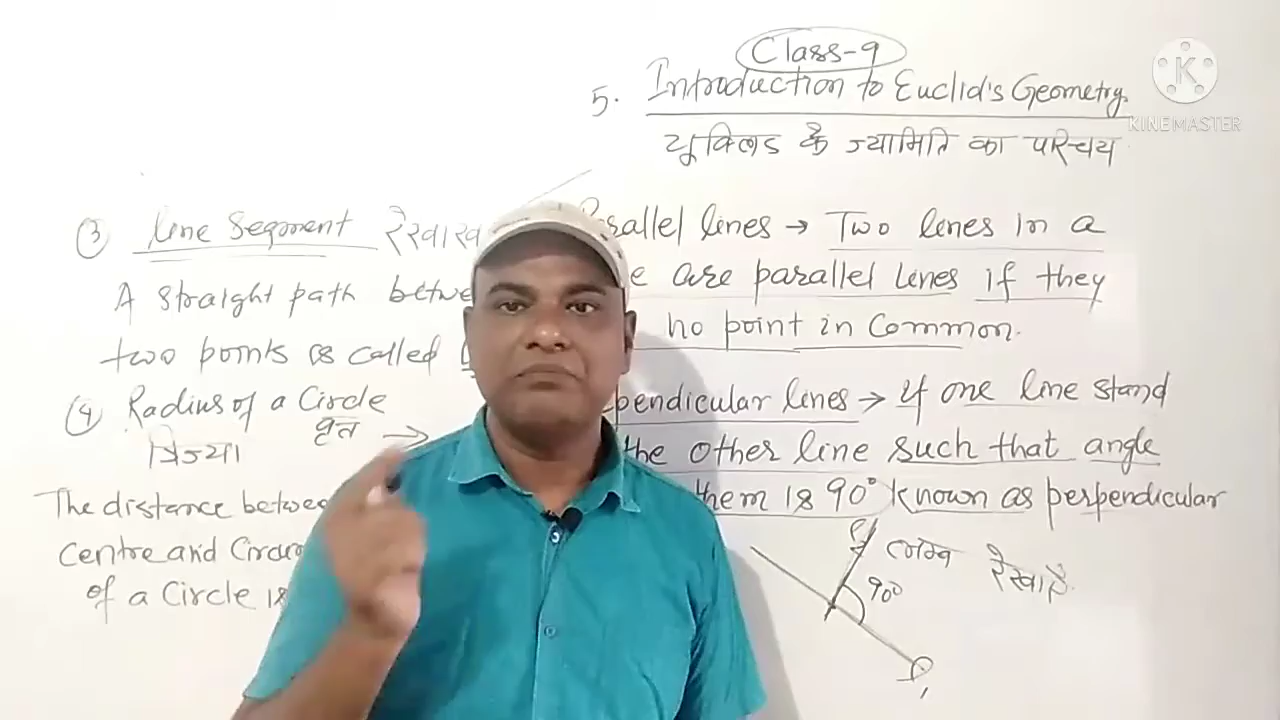 Class-9
5. Introduction to Euclid's Geometry.
यूक्लिड के ज्यामिति का परिचय
K
KINEMASTER
③ line Segment रेखाख
A straight path betwe
two points is called
④ Radius of a Circle
वृत →
त्रिज्या
The distance betwee
Centre and Circum
of a Circle is
Parallel lines → Two lines in a
e are parallel lines if they
no point in Common.
pendicular lines → if one line stand
the other line such that angle
them is 90° known as perpendicular
C लम्ब रेखाहै
90°
D,